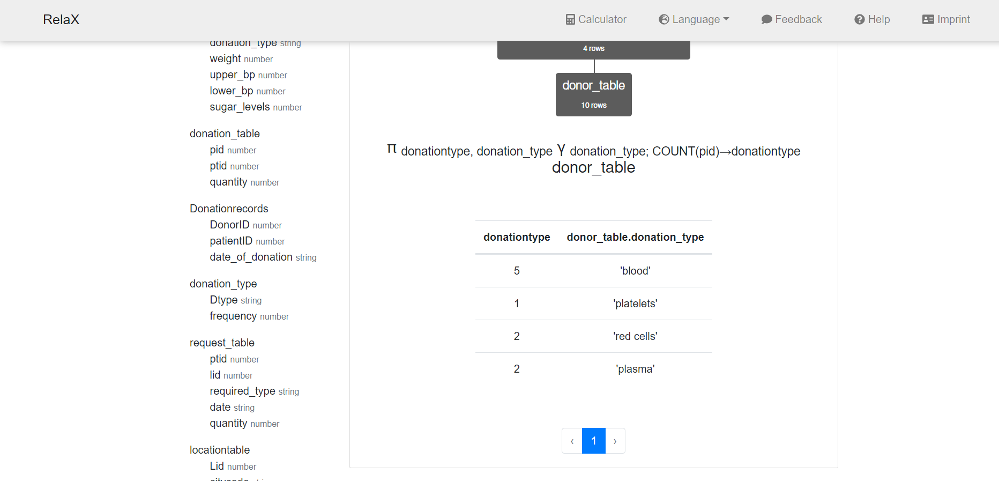 RelaX
Calculator
Language
Feedback
Help
Imprint
donation_type string
weight number
upper_bp number
lower_bp number
sugar_levels number
donation_table
pid number
ptid number
quantity number
Donationrecords
DonorID number
patientID number
date_of_donation string
donation_type
Dtype string
frequency number
request_table
ptid number
lid number
required_type string
date string
quantity number
locationtable
Lid number
4 rows
donor_table
10 rows
π donationtype, donation_type γ donation_type; COUNT(pid)→donationtype
donor_table
donationtype donor_table.donation_type
5 'blood'
1 'platelets'
2 'red cells'
2 'plasma'
‹ 1 ›